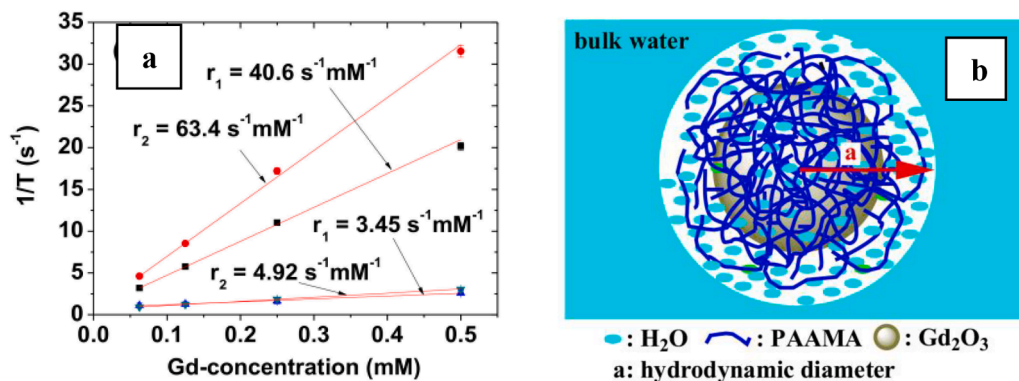 a
35
30
25
20
15
10
5
0
1/T (s⁻¹)
r₁ = 40.6 s⁻¹mM⁻¹
r₂ = 63.4 s⁻¹mM⁻¹
r₁ = 3.45 s⁻¹mM⁻¹
r₂ = 4.92 s⁻¹mM⁻¹
0.0 0.1 0.2 0.3 0.4 0.5
Gd-concentration (mM)
bulk water
b
a
: H₂O : PAAMA : Gd₂O₃
a: hydrodynamic diameter